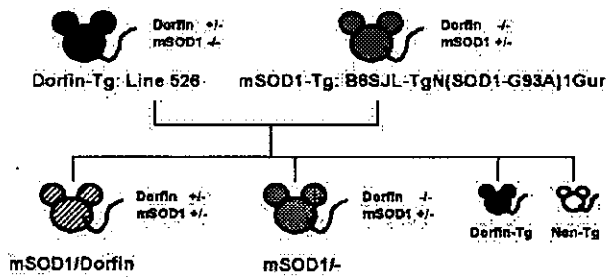 Dorfin +/-
mSOD1 -/-
Dorfin -/-
mSOD1 +/-
Dorfin-Tg: Line 526
mSOD1-Tg: B6SJL-TgN(SOD1-G93A)1Gur
Dorfin +/-
mSOD1 +/-
Dorfin -/-
mSOD1 +/-
Dorfin-Tg
Non-Tg
mSOD1/Dorfin
mSOD1/-